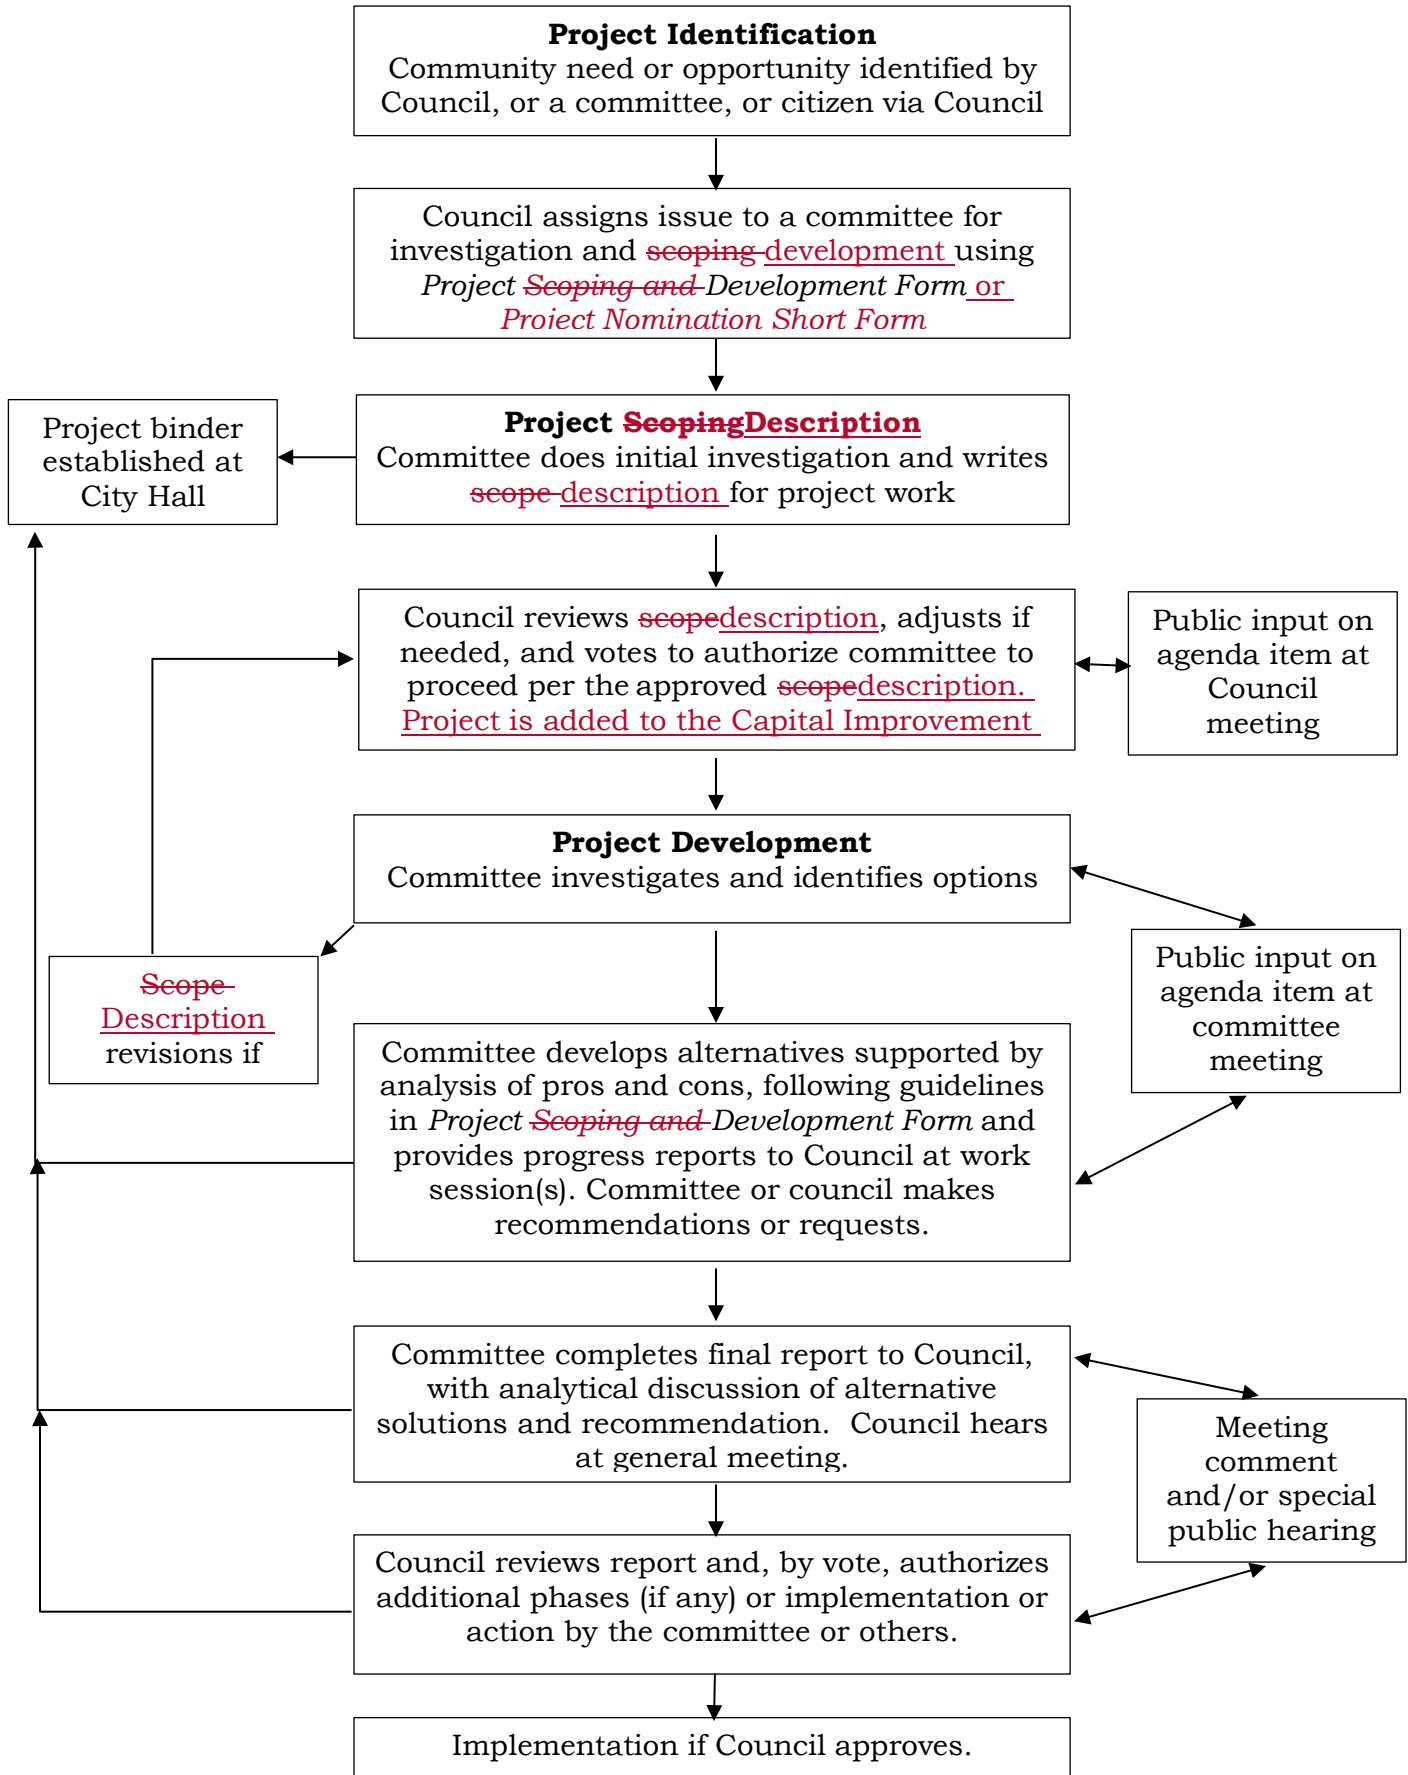 Project Identification
Community need or opportunity identified by
Council, or a committee, or citizen via Council
Council assigns issue to a committee for
investigation and scoping development using
Project Scoping and Development Form or
Project Nomination Short Form
Project binder
established at
City Hall
Project ScopingDescription
Committee does initial investigation and writes
scope description for project work
Council reviews scopedescription, adjusts if
needed, and votes to authorize committee to
proceed per the approved scopedescription.
Project is added to the Capital Improvement
Public input on
agenda item at
Council
meeting
Project Development
Committee investigates and identifies options
Scope
Description
revisions if
Public input on
agenda item at
committee
meeting
Committee develops alternatives supported by
analysis of pros and cons, following guidelines
in Project Scoping and Development Form and
provides progress reports to Council at work
session(s). Committee or council makes
recommendations or requests.
Committee completes final report to Council,
with analytical discussion of alternative
solutions and recommendation.  Council hears
at general meeting.
Meeting
comment
and/or special
public hearing
Council reviews report and, by vote, authorizes
additional phases (if any) or implementation or
action by the committee or others.
Implementation if Council approves.